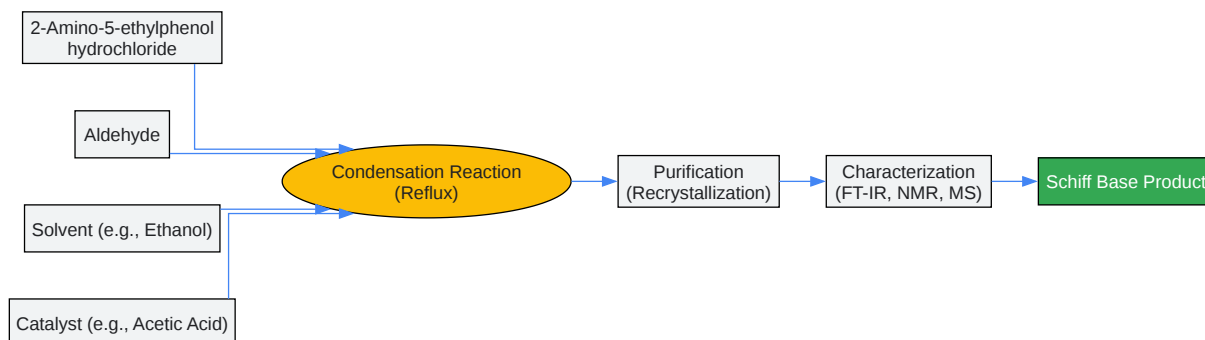 2-Amino-5-ethylphenol
hydrochloride
Aldehyde
Solvent (e.g., Ethanol)
Catalyst (e.g., Acetic Acid)
Condensation Reaction
(Reflux)
Purification
(Recrystallization)
Characterization
(FT-IR, NMR, MS)
Schiff Base Product